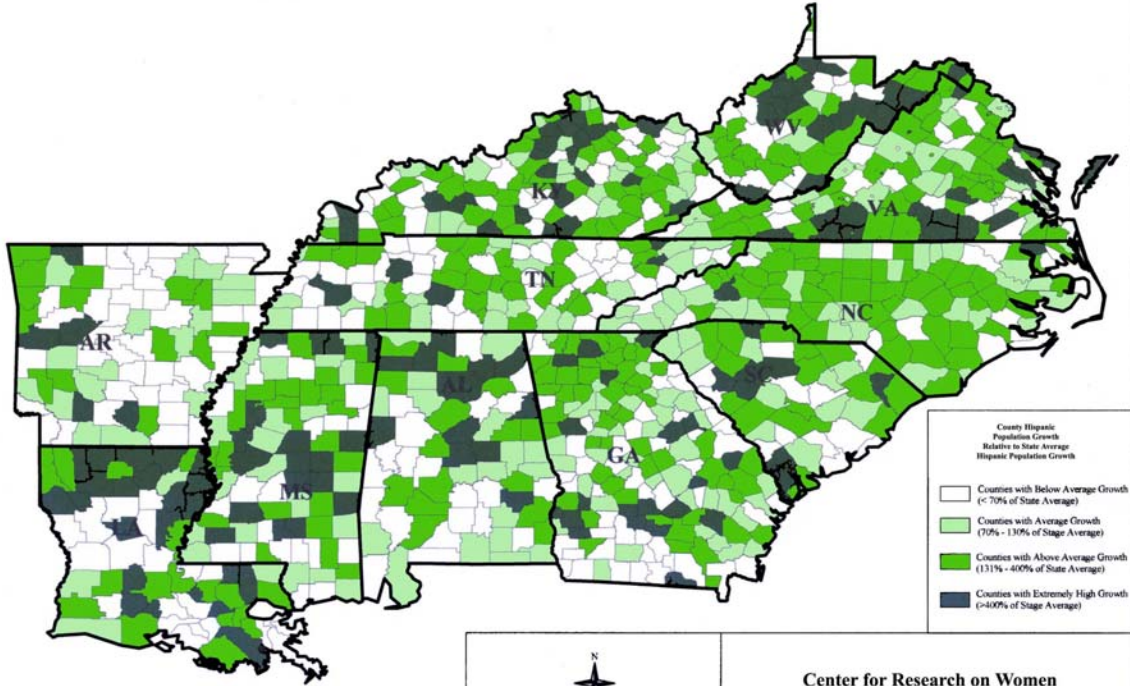 WV
KY
VA
TN
NC
AR
AL
SC
GA
MS
LA
County Hispanic
Population Growth
Relative to State Average
Hispanic Population Growth
Counties with Below Average Growth
(< 70% of State Average)
Counties with Average Growth
(70% - 130% of Stage Average)
Counties with Above Average Growth
(131% - 400% of State Average)
Counties with Extremely High Growth
(>400% of Stage Average)
N
Center for Research on Women